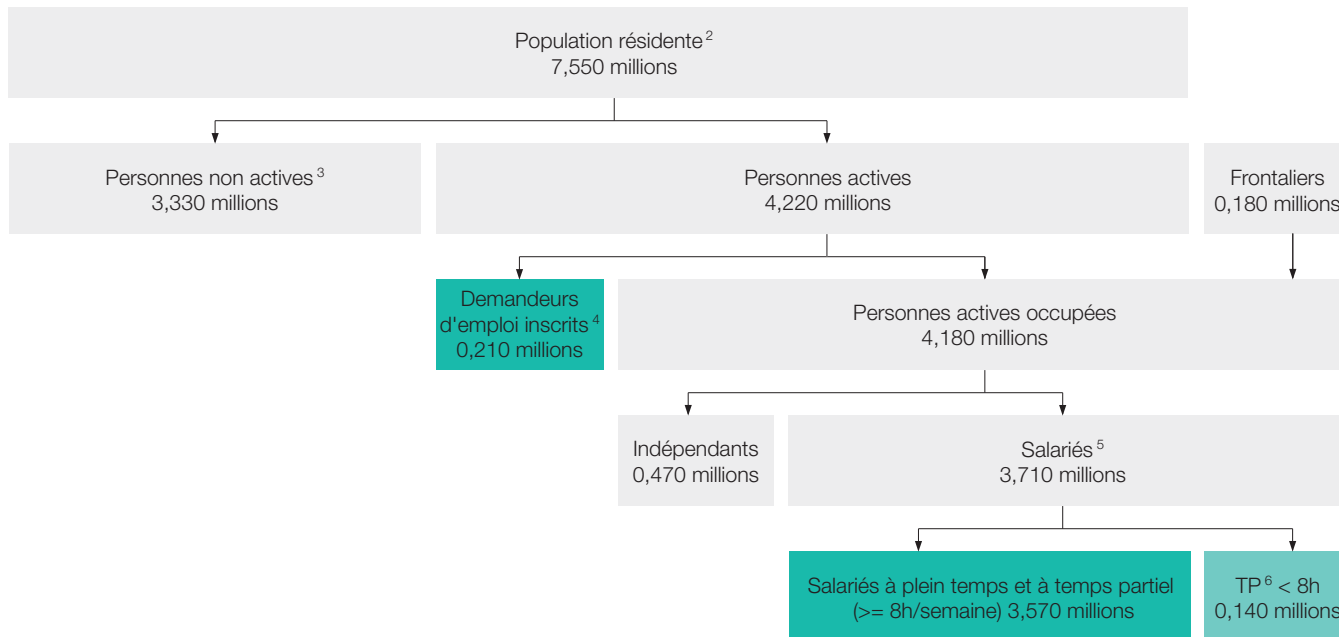 Population résidente 2
7,550 millions
Personnes non actives 3
3,330 millions
Personnes actives
4,220 millions
Frontaliers
0,180 millions
Demandeurs
d'emploi inscrits 4
0,210 millions
Personnes actives occupées
4,180 millions
Indépendants
0,470 millions
Salariés 5
3,710 millions
Salariés à plein temps et à temps partiel
(>= 8h/semaine) 3,570 millions
TP 6 < 8h
0,140 millions